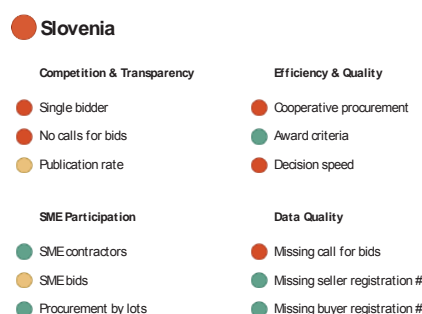 Slovenia
Competition & Transparency
Single bidder
No calls for bids
Publication rate
Efficiency & Quality
Cooperative procurement
Award criteria
Decision speed
SME Participation
SME contractors
SME bids
Procurement by lots
Data Quality
Missing call for bids
Missing seller registration #
Missing buyer registration #